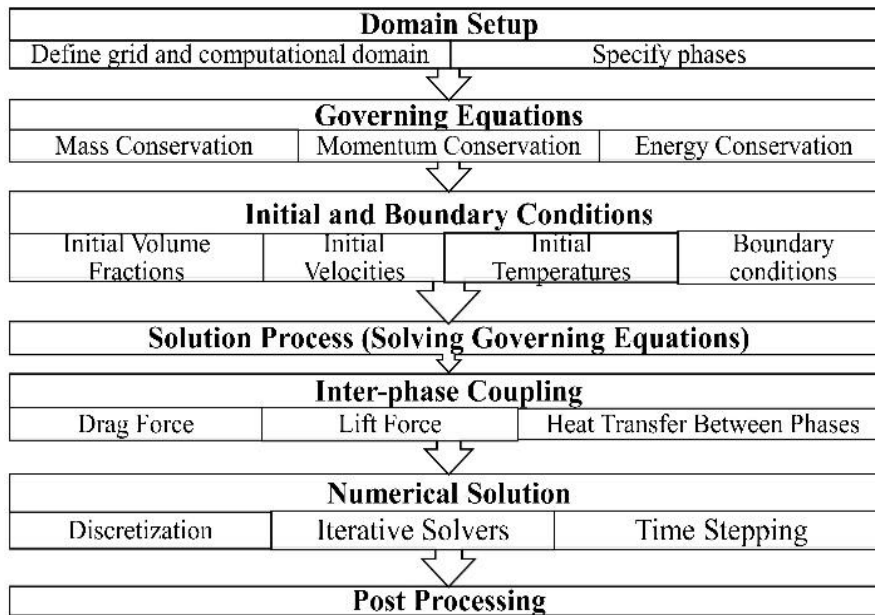 Domain Setup
Define grid and computational domain
Specify phases
Governing Equations
Mass Conservation
Momentum Conservation
Energy Conservation
Initial and Boundary Conditions
Initial Volume
Fractions
Initial
Velocities
Initial
Temperatures
Boundary
conditions
Solution Process (Solving Governing Equations)
Inter-phase Coupling
Drag Force
Lift Force
Heat Transfer Between Phases
Numerical Solution
Discretization
Iterative Solvers
Time Stepping
Post Processing